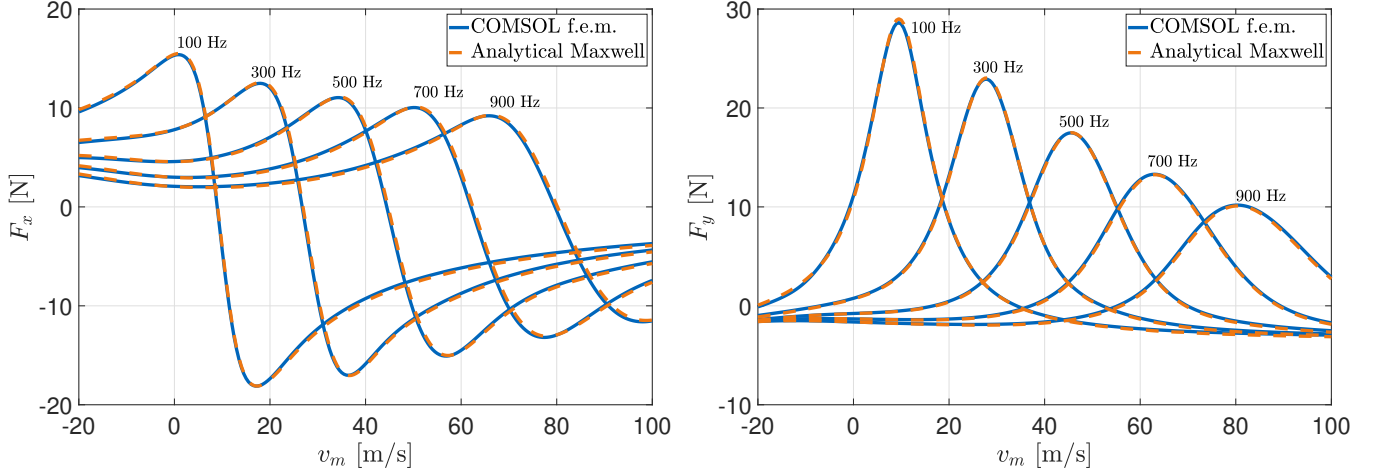 20
10
0
-10
-20
-20
0
20
40
60
80
100
F_x [N]
v_m [m/s]
100 Hz
300 Hz
500 Hz
700 Hz
900 Hz
COMSOL f.e.m.
Analytical Maxwell
30
20
10
0
-10
-20
0
20
40
60
80
100
F_y [N]
v_m [m/s]
100 Hz
300 Hz
500 Hz
700 Hz
900 Hz
COMSOL f.e.m.
Analytical Maxwell